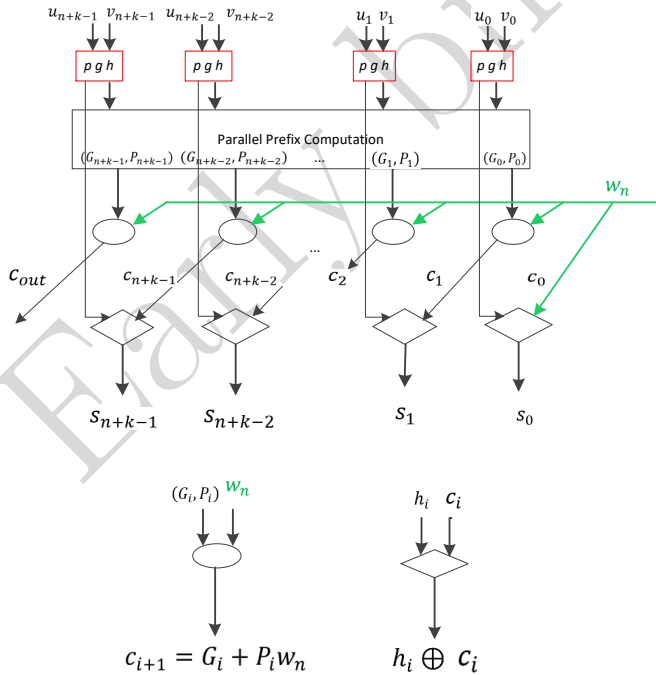 u_{n+k-1} v_{n+k-1} u_{n+k-2} v_{n+k-2} u_1 v_1 u_0 v_0
p g h p g h p g h p g h
Parallel Prefix Computation
(G_{n+k-1}, P_{n+k-1}) (G_{n+k-2}, P_{n+k-2}) ... (G_1, P_1) (G_0, P_0)
w_n
...
c_{out} c_{n+k-1} c_{n+k-2} c_2 c_1 c_0
s_{n+k-1} s_{n+k-2} s_1 s_0
(G_i, P_i) w_n h_i c_i
c_{i+1} = G_i + P_i w_n h_i ⊕ c_i
Early